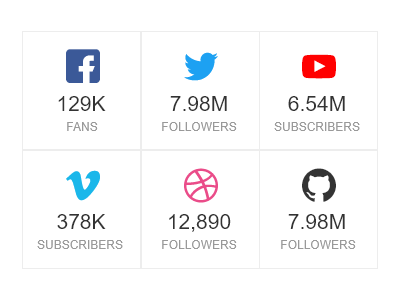 129K
7.98M
6.54M
FANS
FOLLOWERS
SUBSCRIBERS
378K
12,890
7.98M
SUBSCRIBERS
FOLLOWERS
FOLLOWERS